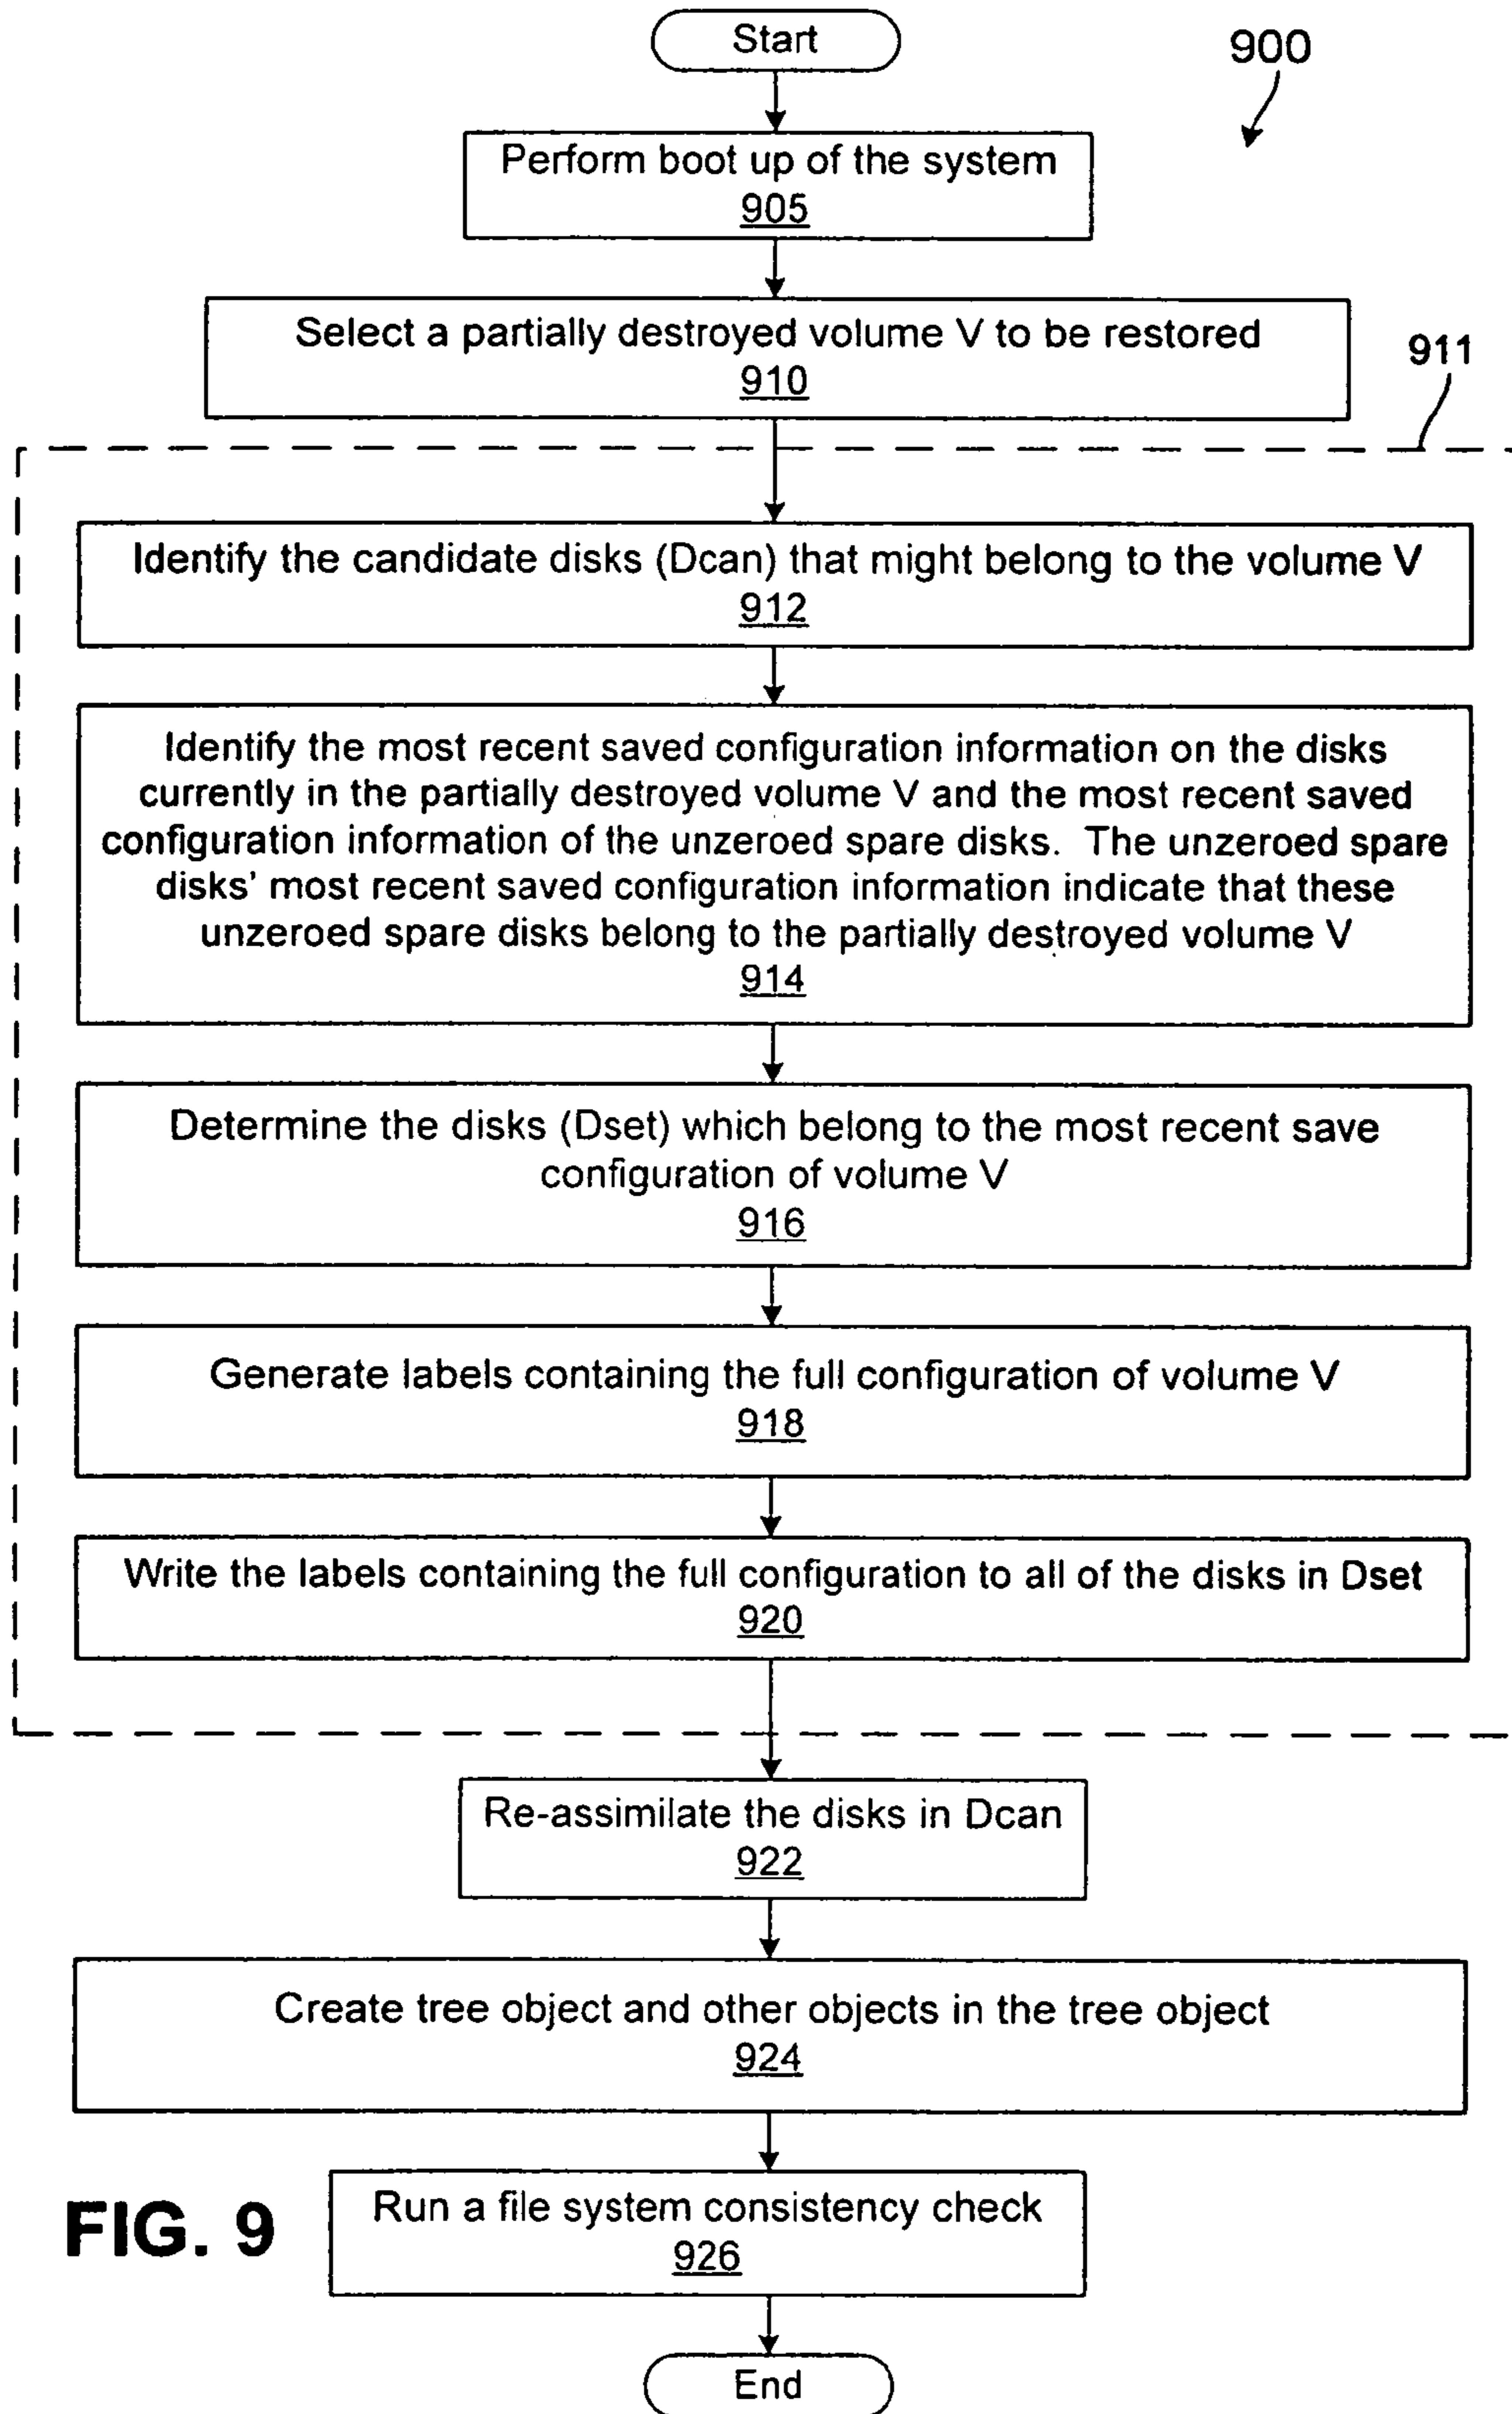 Start
900
Perform boot up of the system
905
Select a partially destroyed volume V to be restored
910
911
Identify the candidate disks (Dcan) that might belong to the volume V
912
Identify the most recent saved configuration information on the disks
currently in the partially destroyed volume V and the most recent saved
configuration information of the unzeroed spare disks. The unzeroed spare
disks' most recent saved configuration information indicate that these
unzeroed spare disks belong to the partially destroyed volume V
914
Determine the disks (Dset) which belong to the most recent save
configuration of volume V
916
Generate labels containing the full configuration of volume V
918
Write the labels containing the full configuration to all of the disks in Dset
920
Re-assimilate the disks in Dcan
922
Create tree object and other objects in the tree object
924
Run a file system consistency check
926
FIG. 9
End